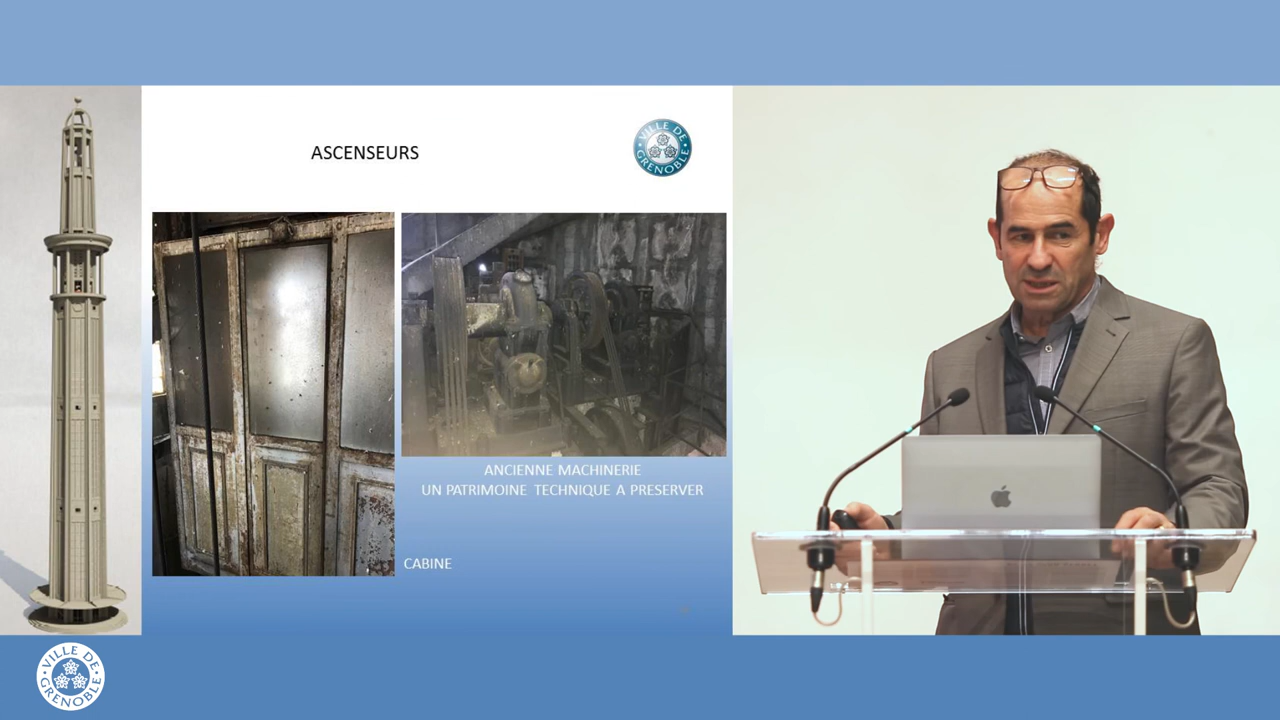 ASCENSEURS
VILLE DE
GRENOBLE
ANCIENNE MACHINERIE
UN PATRIMOINE TECHNIQUE A PRESERVER
CABINE
VILLE DE
GRENOBLE